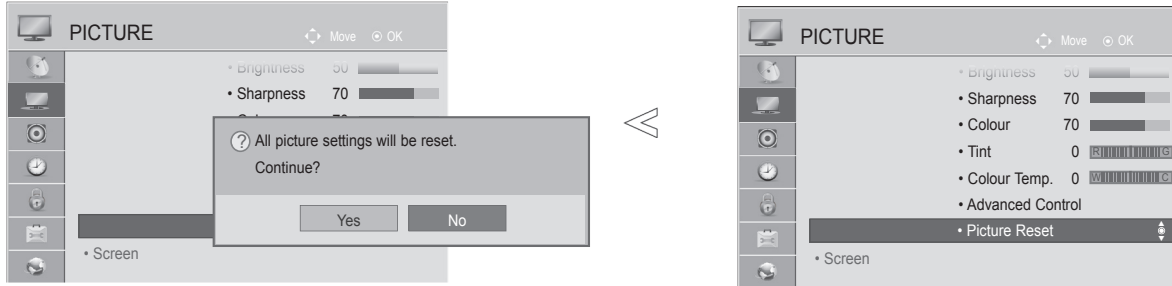 PICTURE
Move OK
• Brightness 50
• Sharpness 70
? All picture settings will be reset.
Continue?
Yes No
• Screen
PICTURE
Move OK
• Brightness 50
• Sharpness 70
• Colour 70
• Tint 0 R G
• Colour Temp. 0 W C
• Advanced Control
• Picture Reset
• Screen